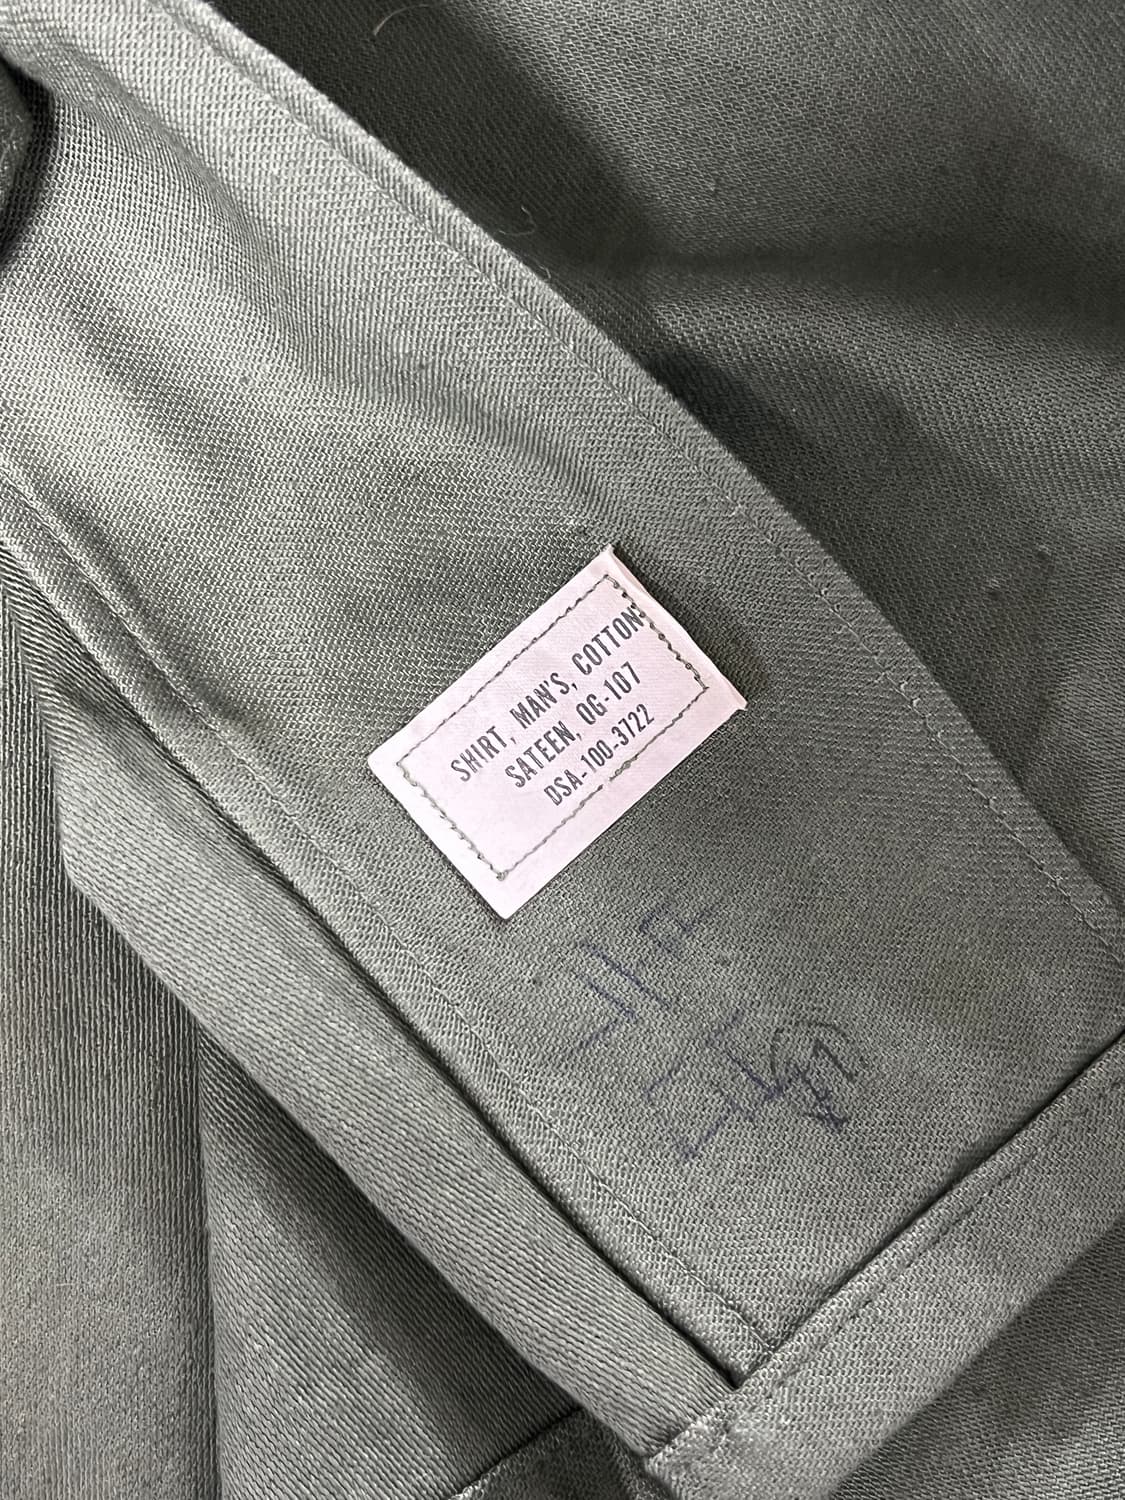 SHIRT, MAN'S, COTTON
SATEEN, OG-107
DSA-100-3722